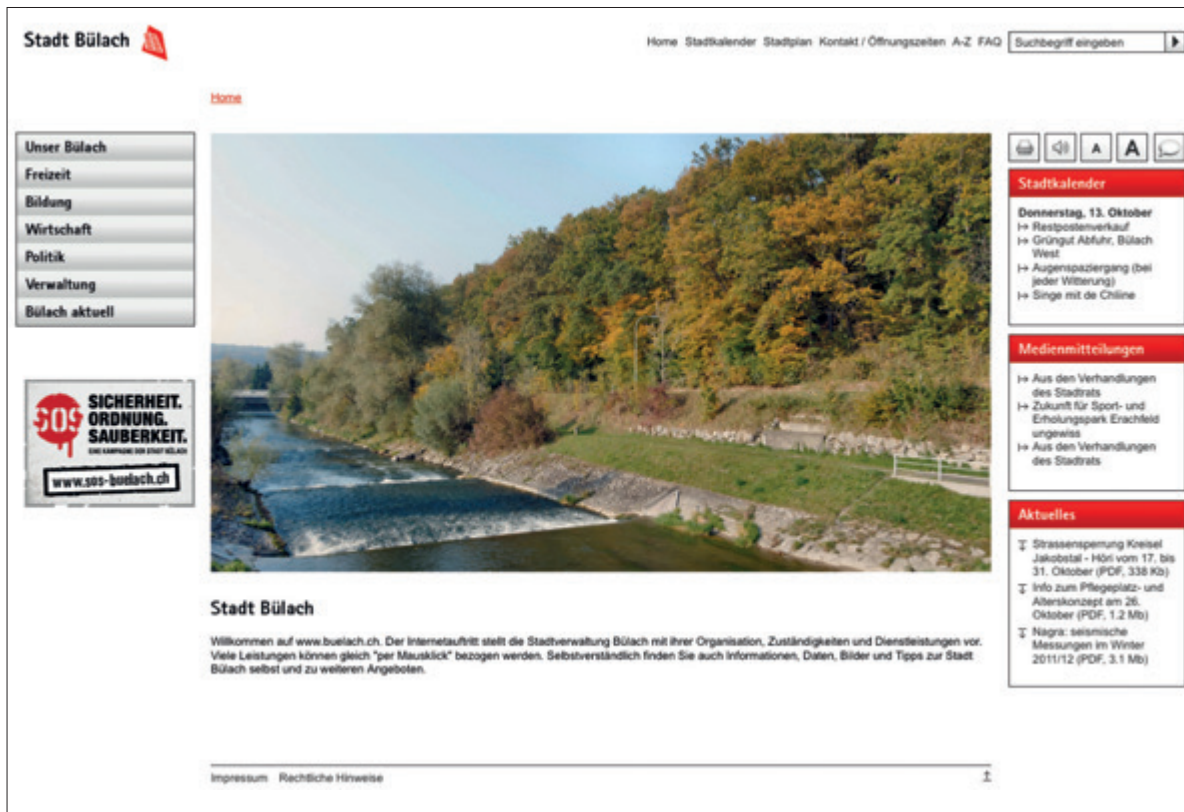 Stadt Bülach
Home Stadtkalender Stadtplan Kontakt / Öffnungszeiten A-Z FAQ
Suchbegriff eingeben
Home
Unser Bülach
Freizeit
Bildung
Wirtschaft
Politik
Verwaltung
Bülach aktuell
SOS
SICHERHEIT.
ORDNUNG.
SAUBERKEIT.
EINE KAMPAGNE DER STADT BÜLACH
www.sos-buelach.ch
Stadt Bülach
Willkommen auf www.buelach.ch. Der Internetauftritt stellt die Stadtverwaltung Bülach mit ihrer Organisation, Zuständigkeiten und Dienstleistungen vor.
Viele Leistungen können gleich "per Mausklick" bezogen werden. Selbstverständlich finden Sie auch Informationen, Daten, Bilder und Tipps zur Stadt
Bülach selbst und zu weiteren Angeboten.
A A
Stadtkalender
Donnerstag, 13. Oktober
Restpostenverkauf
Grüngut Abfuhr, Bülach
West
Augenspaziergang (bei
jeder Witterung)
Singe mit de Chliine
Medienmitteilungen
Aus den Verhandlungen
des Stadtrats
Zukunft für Sport- und
Erholungspark Erachfeld
ungewiss
Aus den Verhandlungen
des Stadtrats
Aktuelles
Strassensperrung Kreisel
Jakobstal - Höri vom 17. bis
31. Oktober (PDF, 338 Kb)
Info zum Pflegeplatz- und
Alterskonzept am 26.
Oktober (PDF, 1.2 Mb)
Nagra: seismische
Messungen im Winter
2011/12 (PDF, 3.1 Mb)
Impressum Rechtliche Hinweise